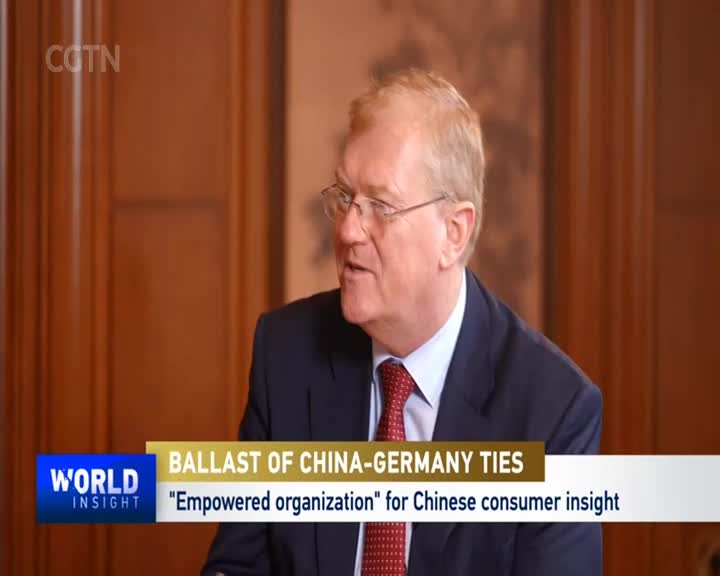 CGTN
BALLAST OF CHINA-GERMANY TIES
WORLD
INSIGHT
"Empowered organization" for Chinese consumer insight